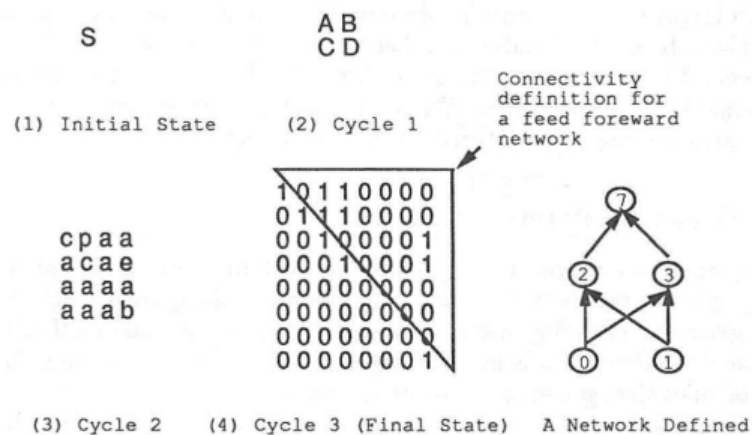 S
A B
C D
Connectivity
definition for
a feed foreward
network
(1) Initial State
(2) Cycle 1
c p a a
a c a e
a a a a
a a a b
1 0 1 1 0 0 0 0
0 1 1 1 0 0 0 0
0 0 1 0 0 0 0 1
0 0 0 1 0 0 0 1
0 0 0 0 0 0 0 0
0 0 0 0 0 0 0 0
0 0 0 0 0 0 0 0
0 0 0 0 0 0 0 1
7
2 3
0 1
(3) Cycle 2
(4) Cycle 3 (Final State)
A Network Defined